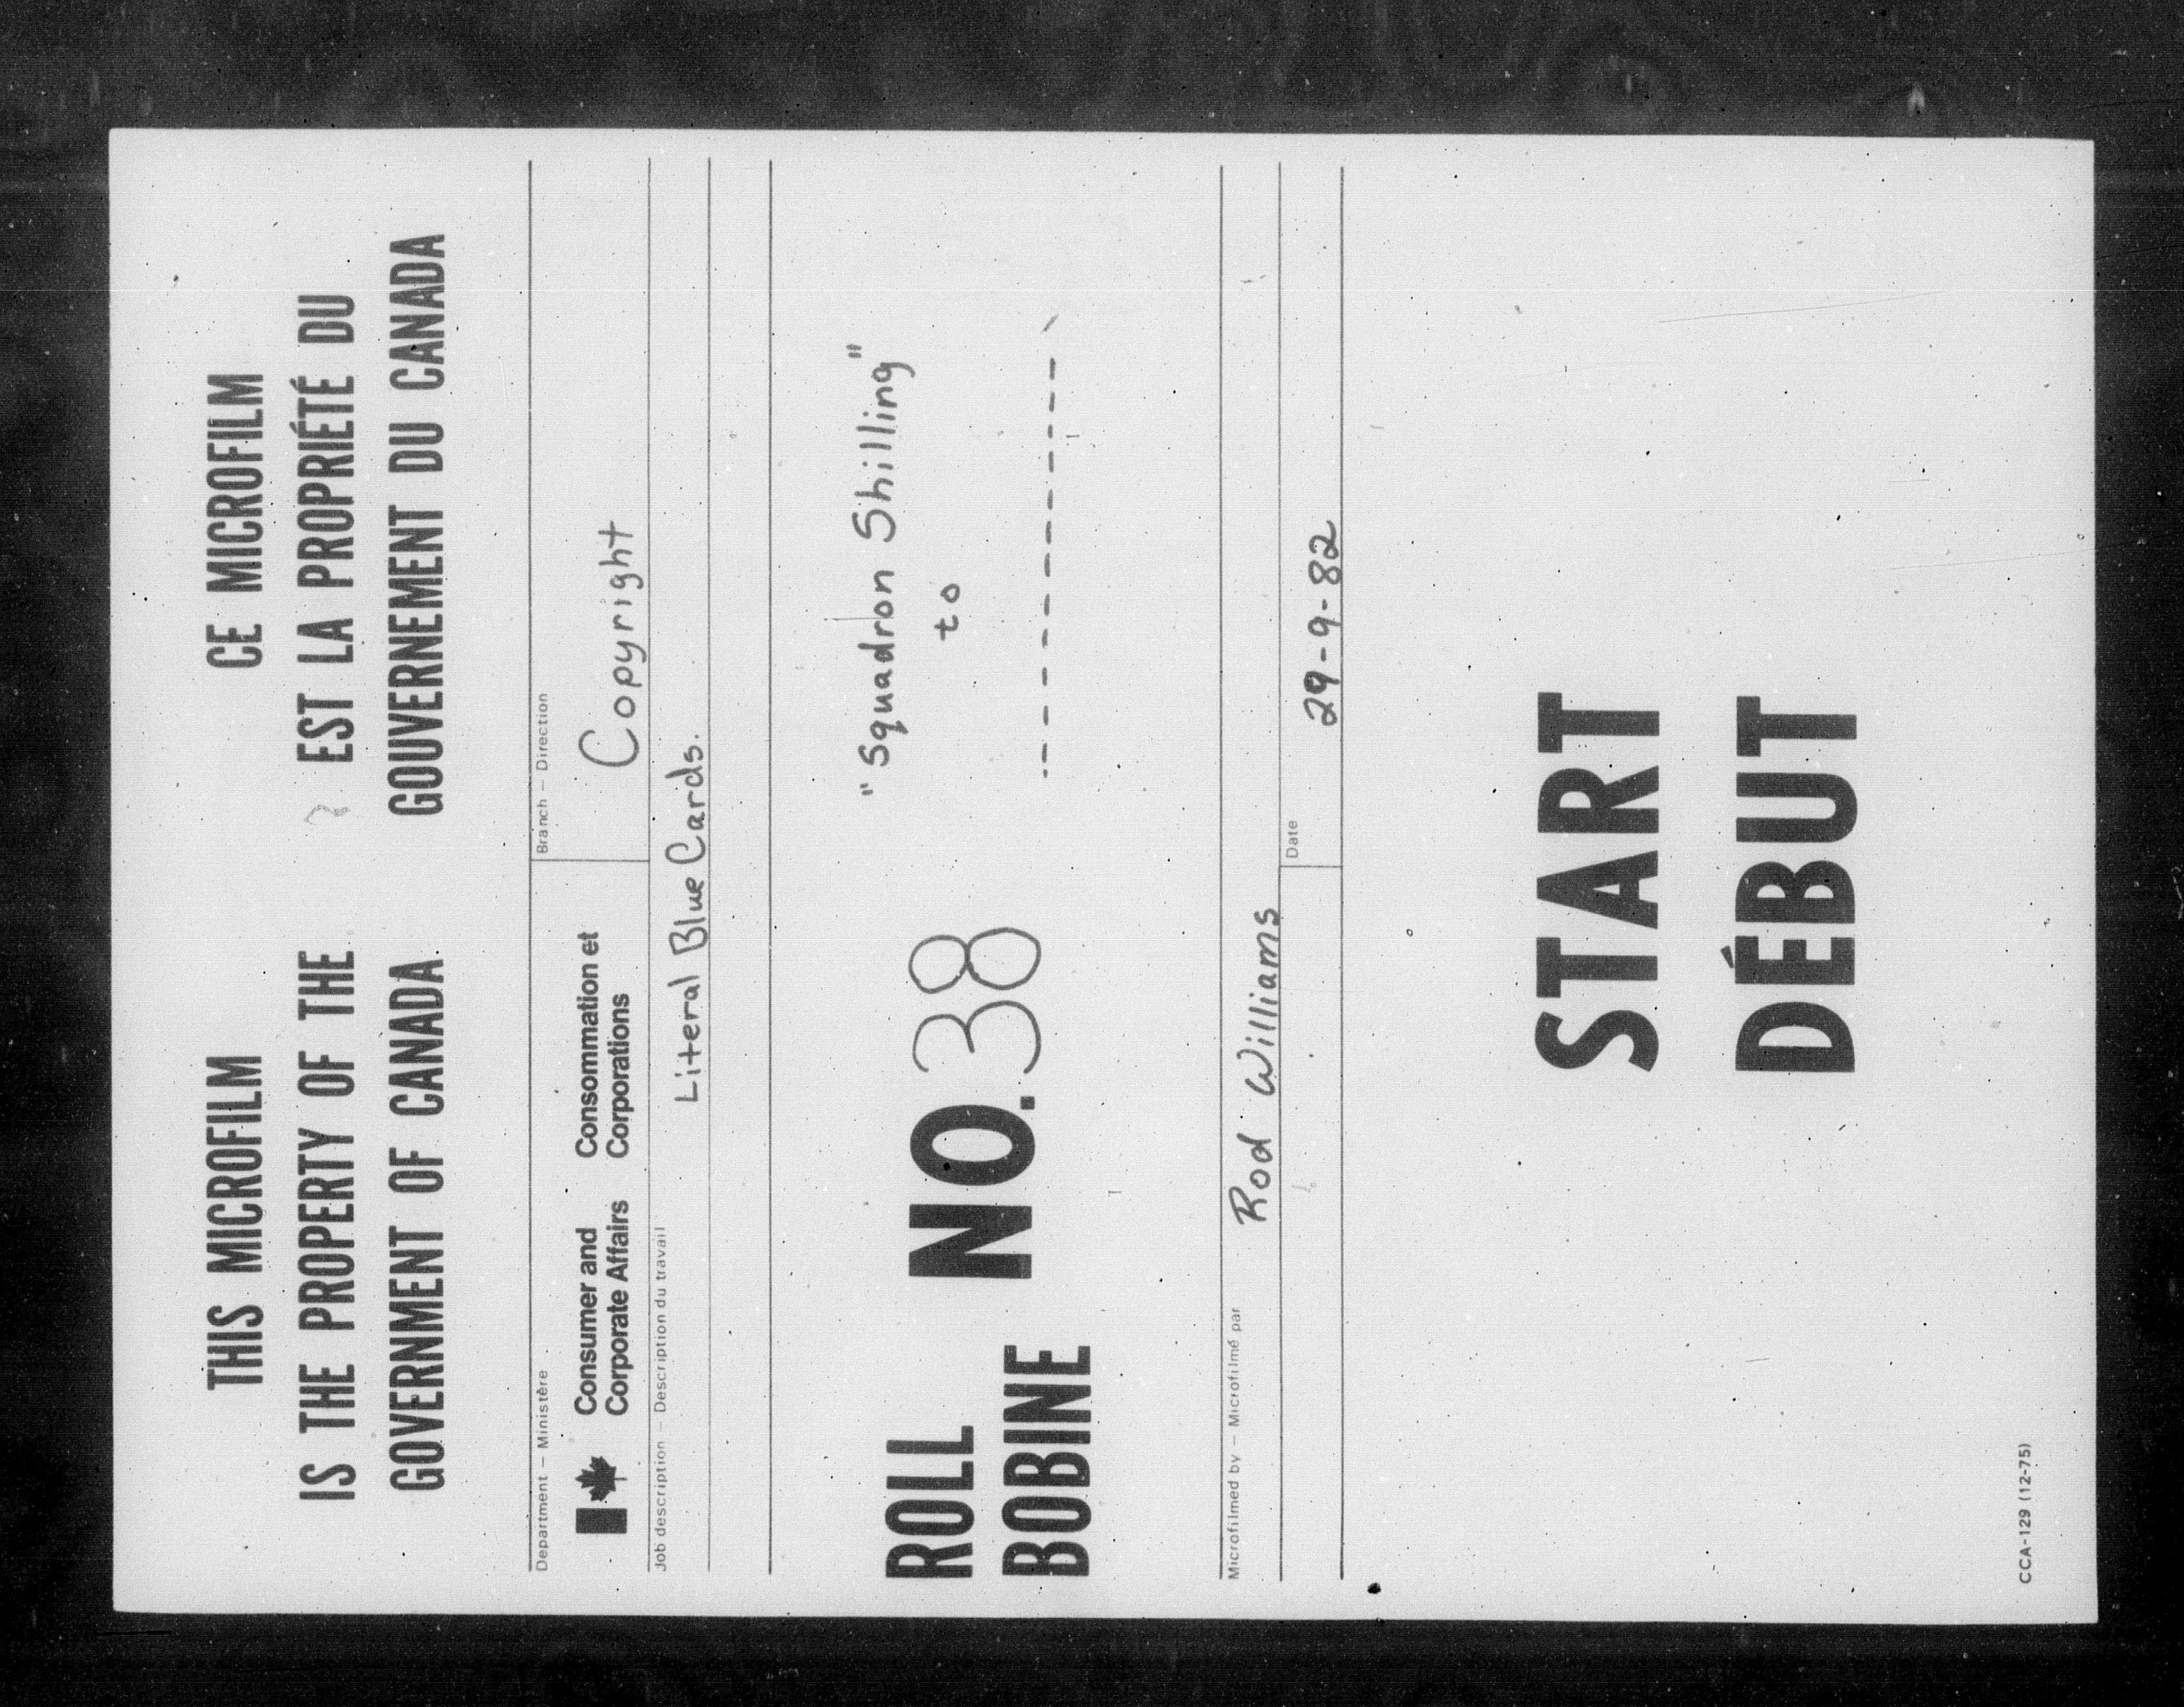 THIS MICROFILM
IS THE PROPERTY OF THE
GOVERNMENT OF CANADA
CE MICROFILM
EST LA PROPRIÉTÉ DU
GOUVERNEMENT DU CANADA
Department — Ministère
Consumer and
Corporate Affairs
Consommation et
Corporations
Branch — Direction
Copyright
Job description — Description du travail
Literal Blue Cards.
ROLL
BOBINE
NO. 38
"Squadron Shilling"
to
Microfilmed by — Microfilmé par
Rod Williams
Date
29-9-82
START
DÉBUT
CCA-129 (12-75)